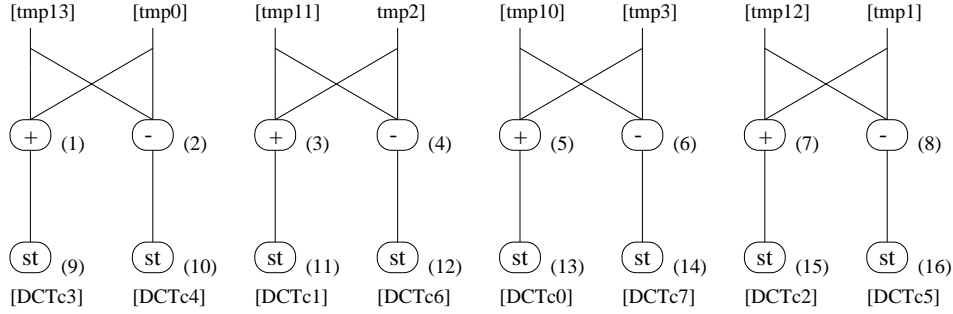 [tmp13] [tmp0] [tmp11] tmp2] [tmp10] [tmp3] [tmp12] [tmp1]
+ (1) - (2) + (3) - (4) + (5) - (6) + (7) - (8)
st (9) st (10) st (11) st (12) st (13) st (14) st (15) st (16)
[DCTc3] [DCTc4] [DCTc1] [DCTc6] [DCTc0] [DCTc7] [DCTc2] [DCTc5]